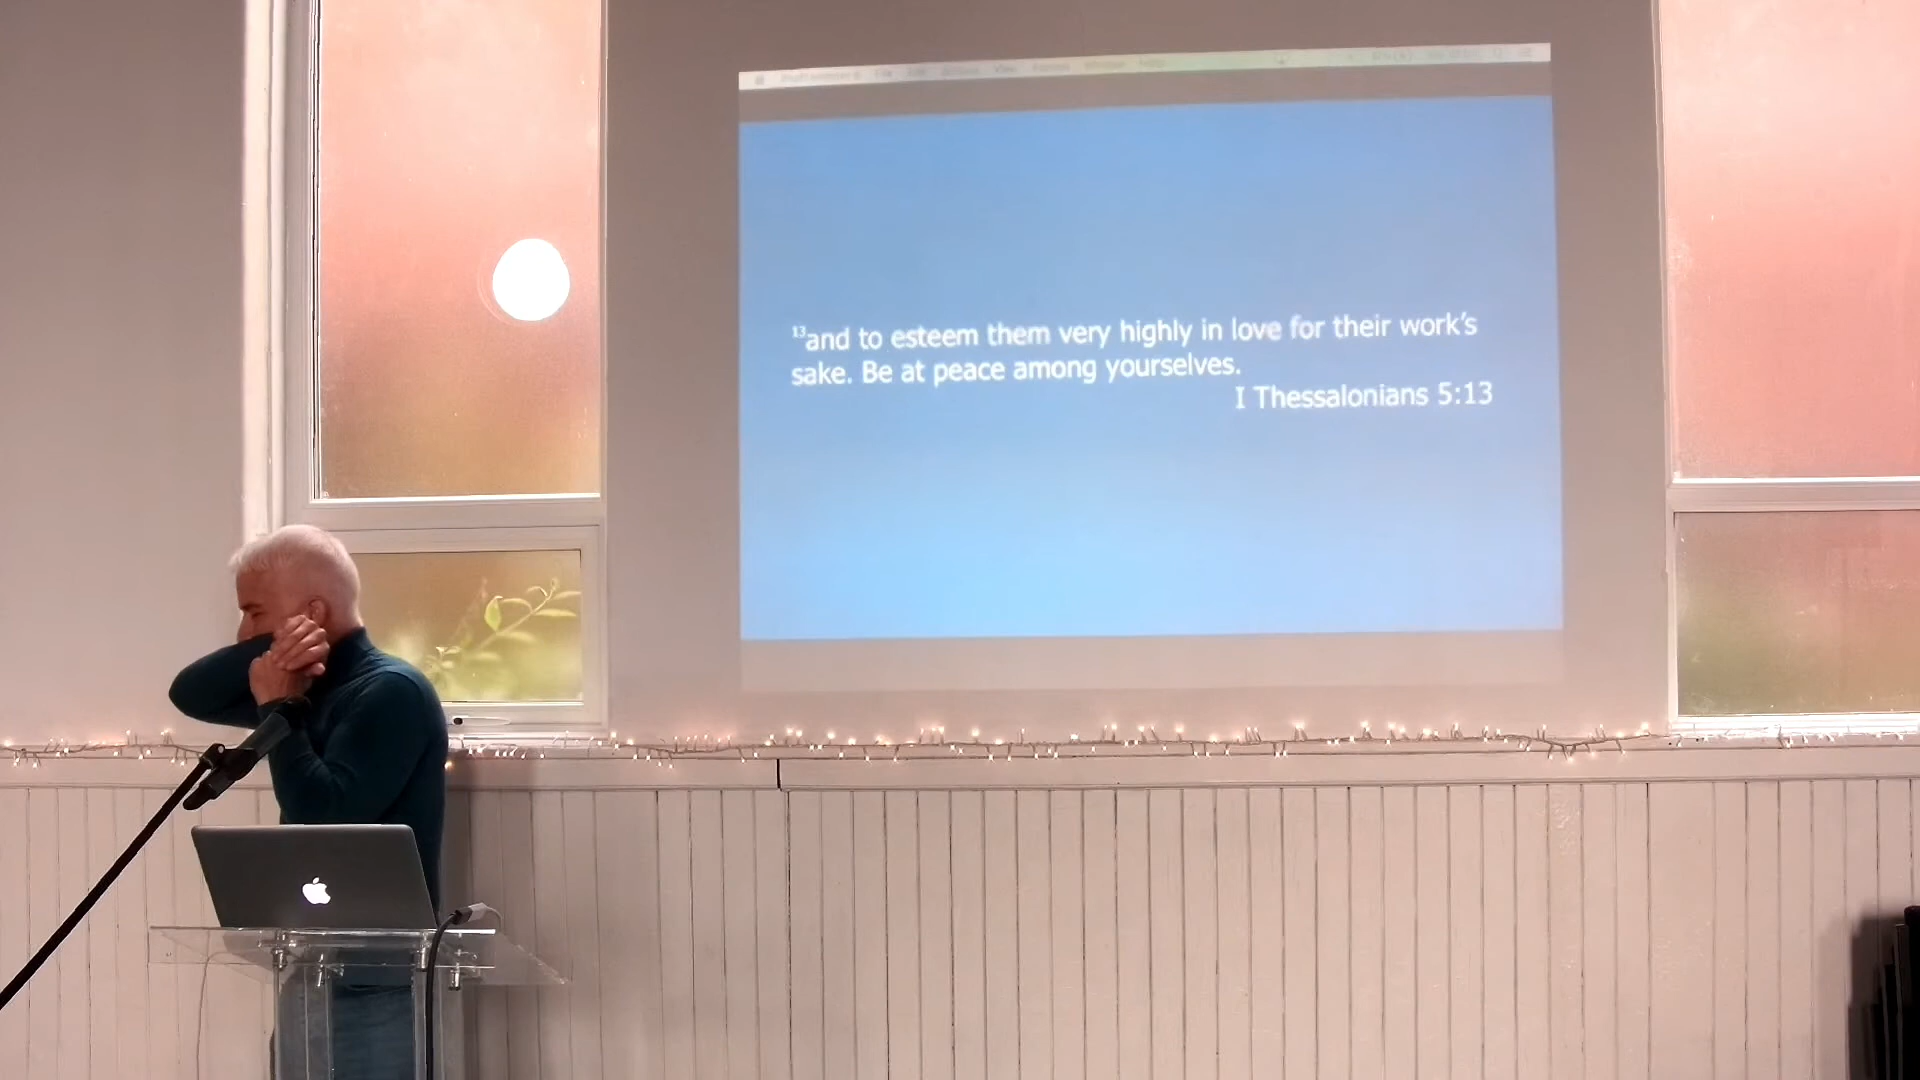 ¹³and to esteem them very highly in love for their work's
sake. Be at peace among yourselves.
I Thessalonians 5:13